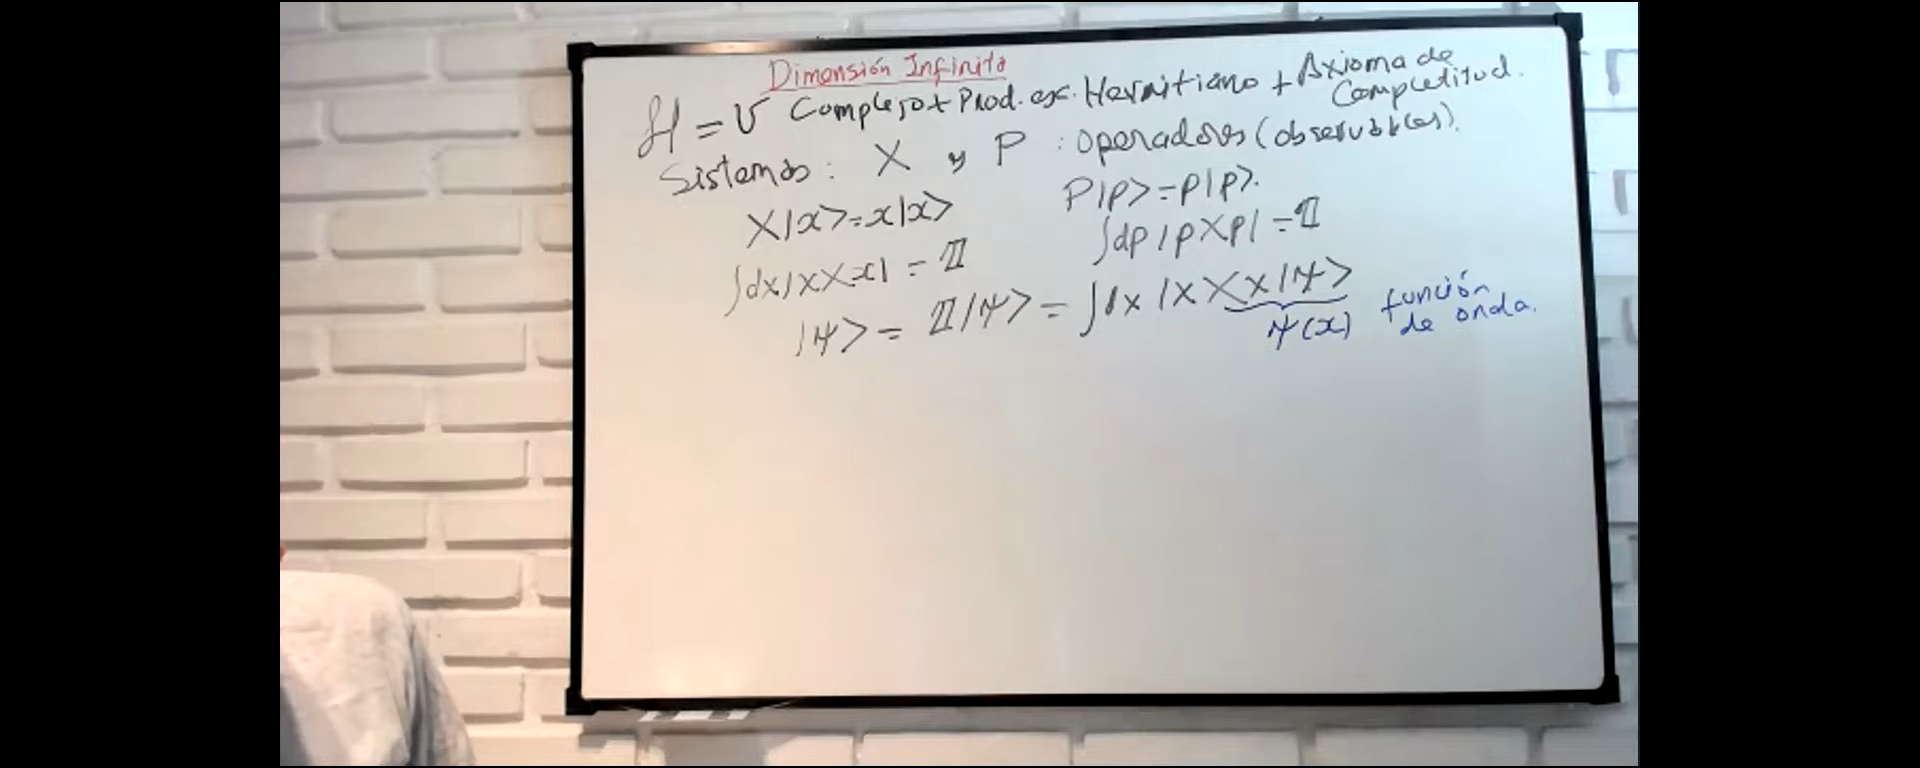 Dimensión Infinita
H = V Complejo + Prod. esc. Hermitiano + Axioma de Completitud.
Sistemas: X y P : operadores (observables).
X|x> = x|x> P|p> = p|p>.
∫dx|x><x| = 𝟙 ∫dp|p><p| = 𝟙
|ψ> = 𝟙|ψ> = ∫dx|x><x|ψ>
ψ(x) función de onda.